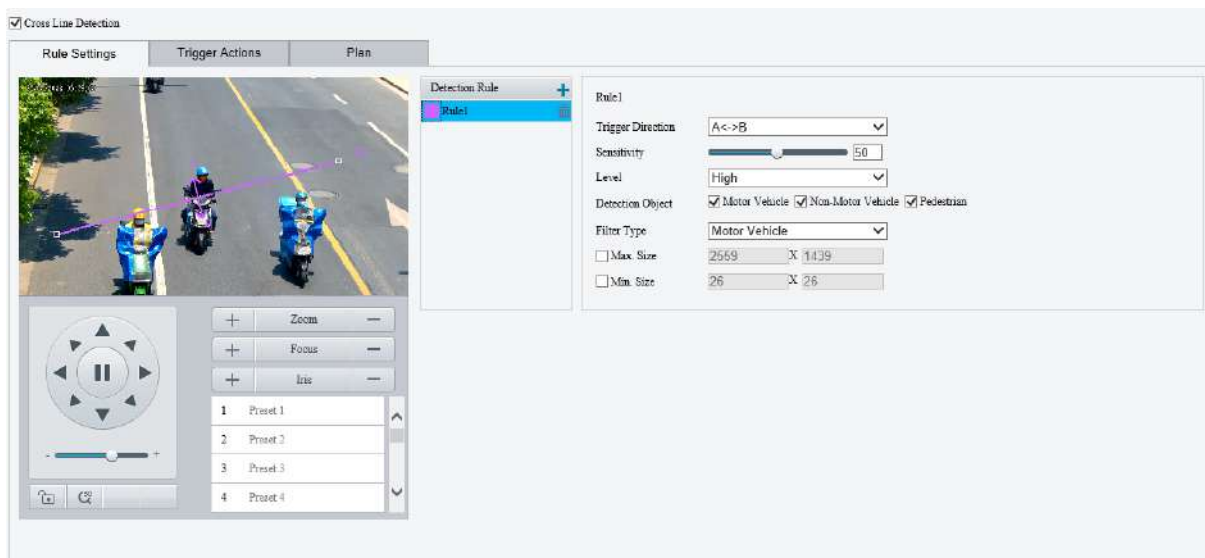 Cross Line Detection
Rule Settings
Trigger Actions
Plan
Detection Rule
Rule1
Rule1
Trigger Direction
A<->B
Sensitivity
50
Level
High
Detection Object
Motor Vehicle
Non-Motor Vehicle
Pedestrian
Filter Type
Motor Vehicle
Max. Size
2559 X 1439
Min. Size
26 X 26
+ Zoom −
+ Focus −
+ Iris −
1 Preset 1
2 Preset 2
3 Preset 3
4 Preset 4
- +